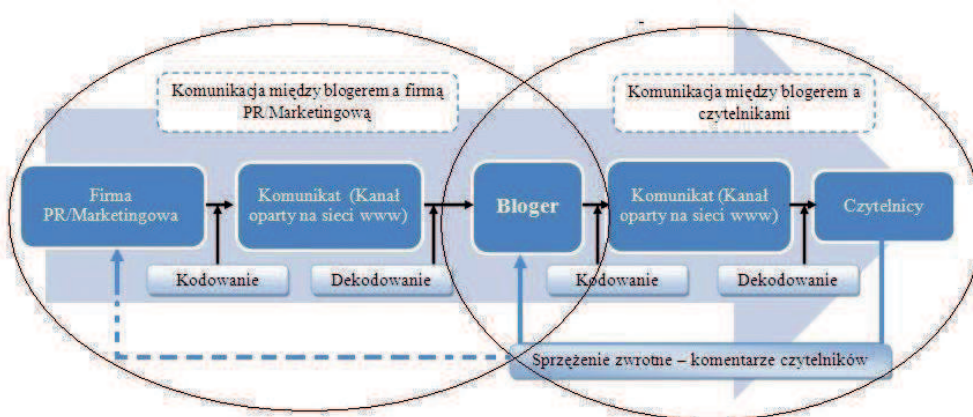 Komunikacja między blogerem a firmą
PR/Marketingową
Komunikacja między blogerem a
czytelnikami
Firma
PR/Marketingowa
Komunikat (Kanał
oparty na sieci www)
Bloger
Komunikat (Kanał
oparty na sieci www)
Czytelnicy
Kodowanie
Dekodowanie
Kodowanie
Dekodowanie
Sprzężenie zwrotne – komentarze czytelników